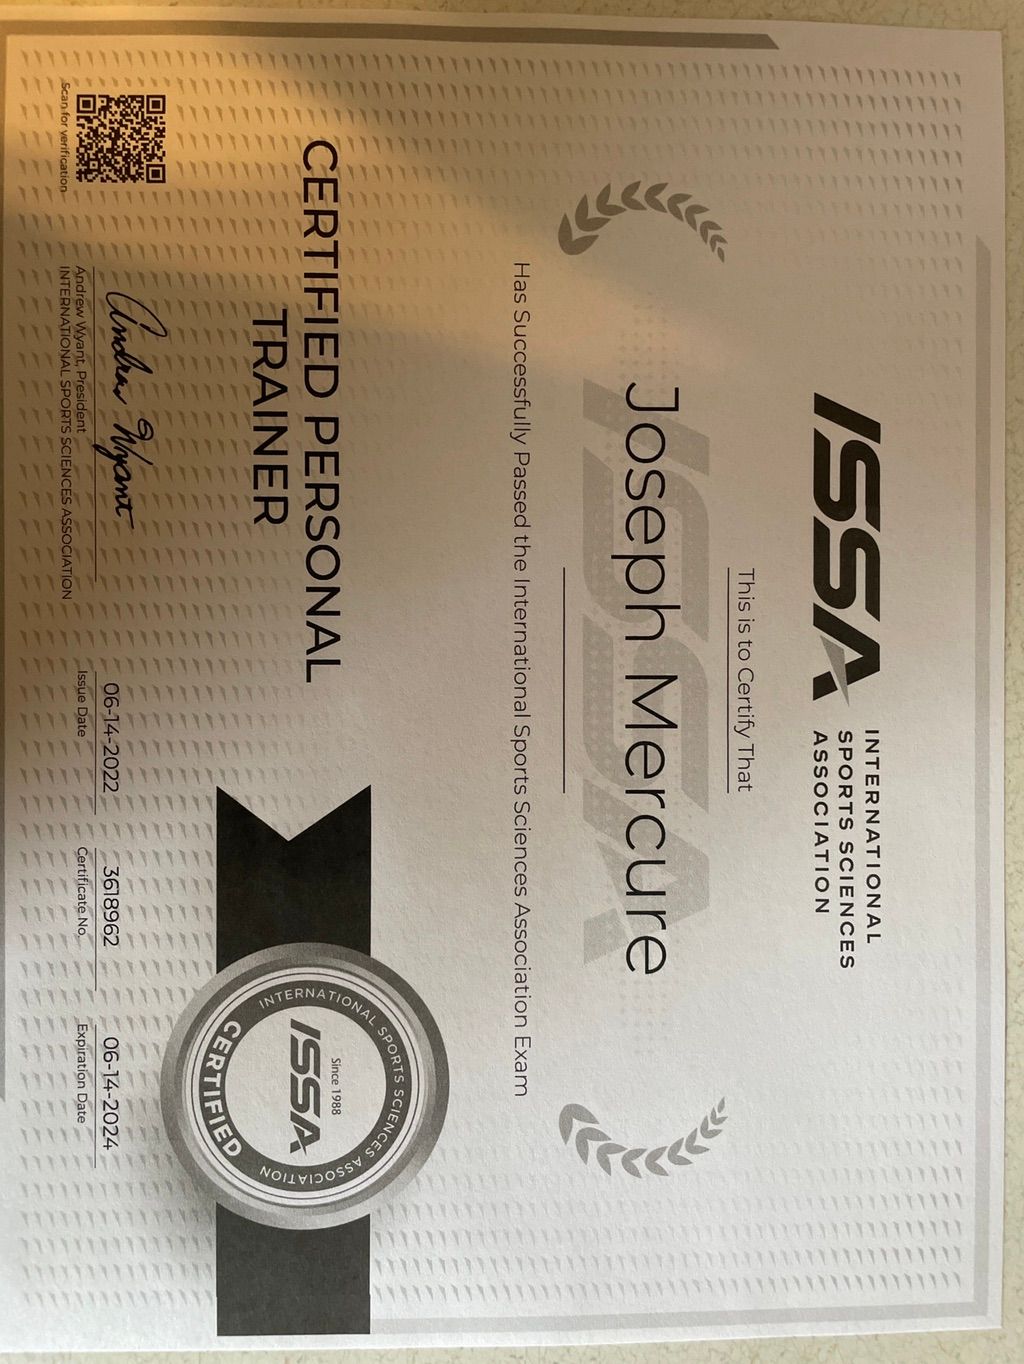 ISSA
INTERNATIONAL
SPORTS SCIENCES
ASSOCIATION
This is to Certify That
ISSA
Joseph Mercure
Has Successfully Passed the International Sports Sciences Association Exam
CERTIFIED PERSONAL
TRAINER
INTERNATIONAL SPORTS SCIENCES ASSOCIATION
Since 1988
ISSA
CERTIFIED
Andrew Wyant
Andrew Wyant, President
INTERNATIONAL SPORTS SCIENCES ASSOCIATION
06-14-2022
Issue Date
3618962
Certificate No.
06-14-2024
Expiration Date
Scan for verification